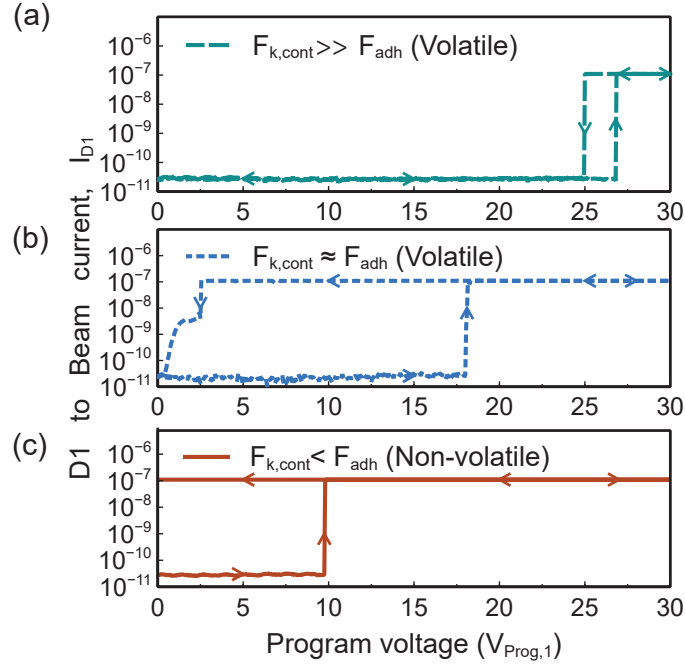 (a)
10⁻⁶
10⁻⁷
10⁻⁸
10⁻⁹
10⁻¹⁰
10⁻¹¹
F_k,cont >> F_adh (Volatile)
0 5 10 15 20 25 30
(b)
10⁻⁶
10⁻⁷
10⁻⁸
10⁻⁹
10⁻¹⁰
10⁻¹¹
F_k,cont ≈ F_adh (Volatile)
0 5 10 15 20 25 30
(c)
10⁻⁶
10⁻⁷
10⁻⁸
10⁻⁹
10⁻¹⁰
10⁻¹¹
F_k,cont < F_adh (Non-volatile)
0 5 10 15 20 25 30
D1 to Beam current, I_D1
Program voltage (V_Prog,1)